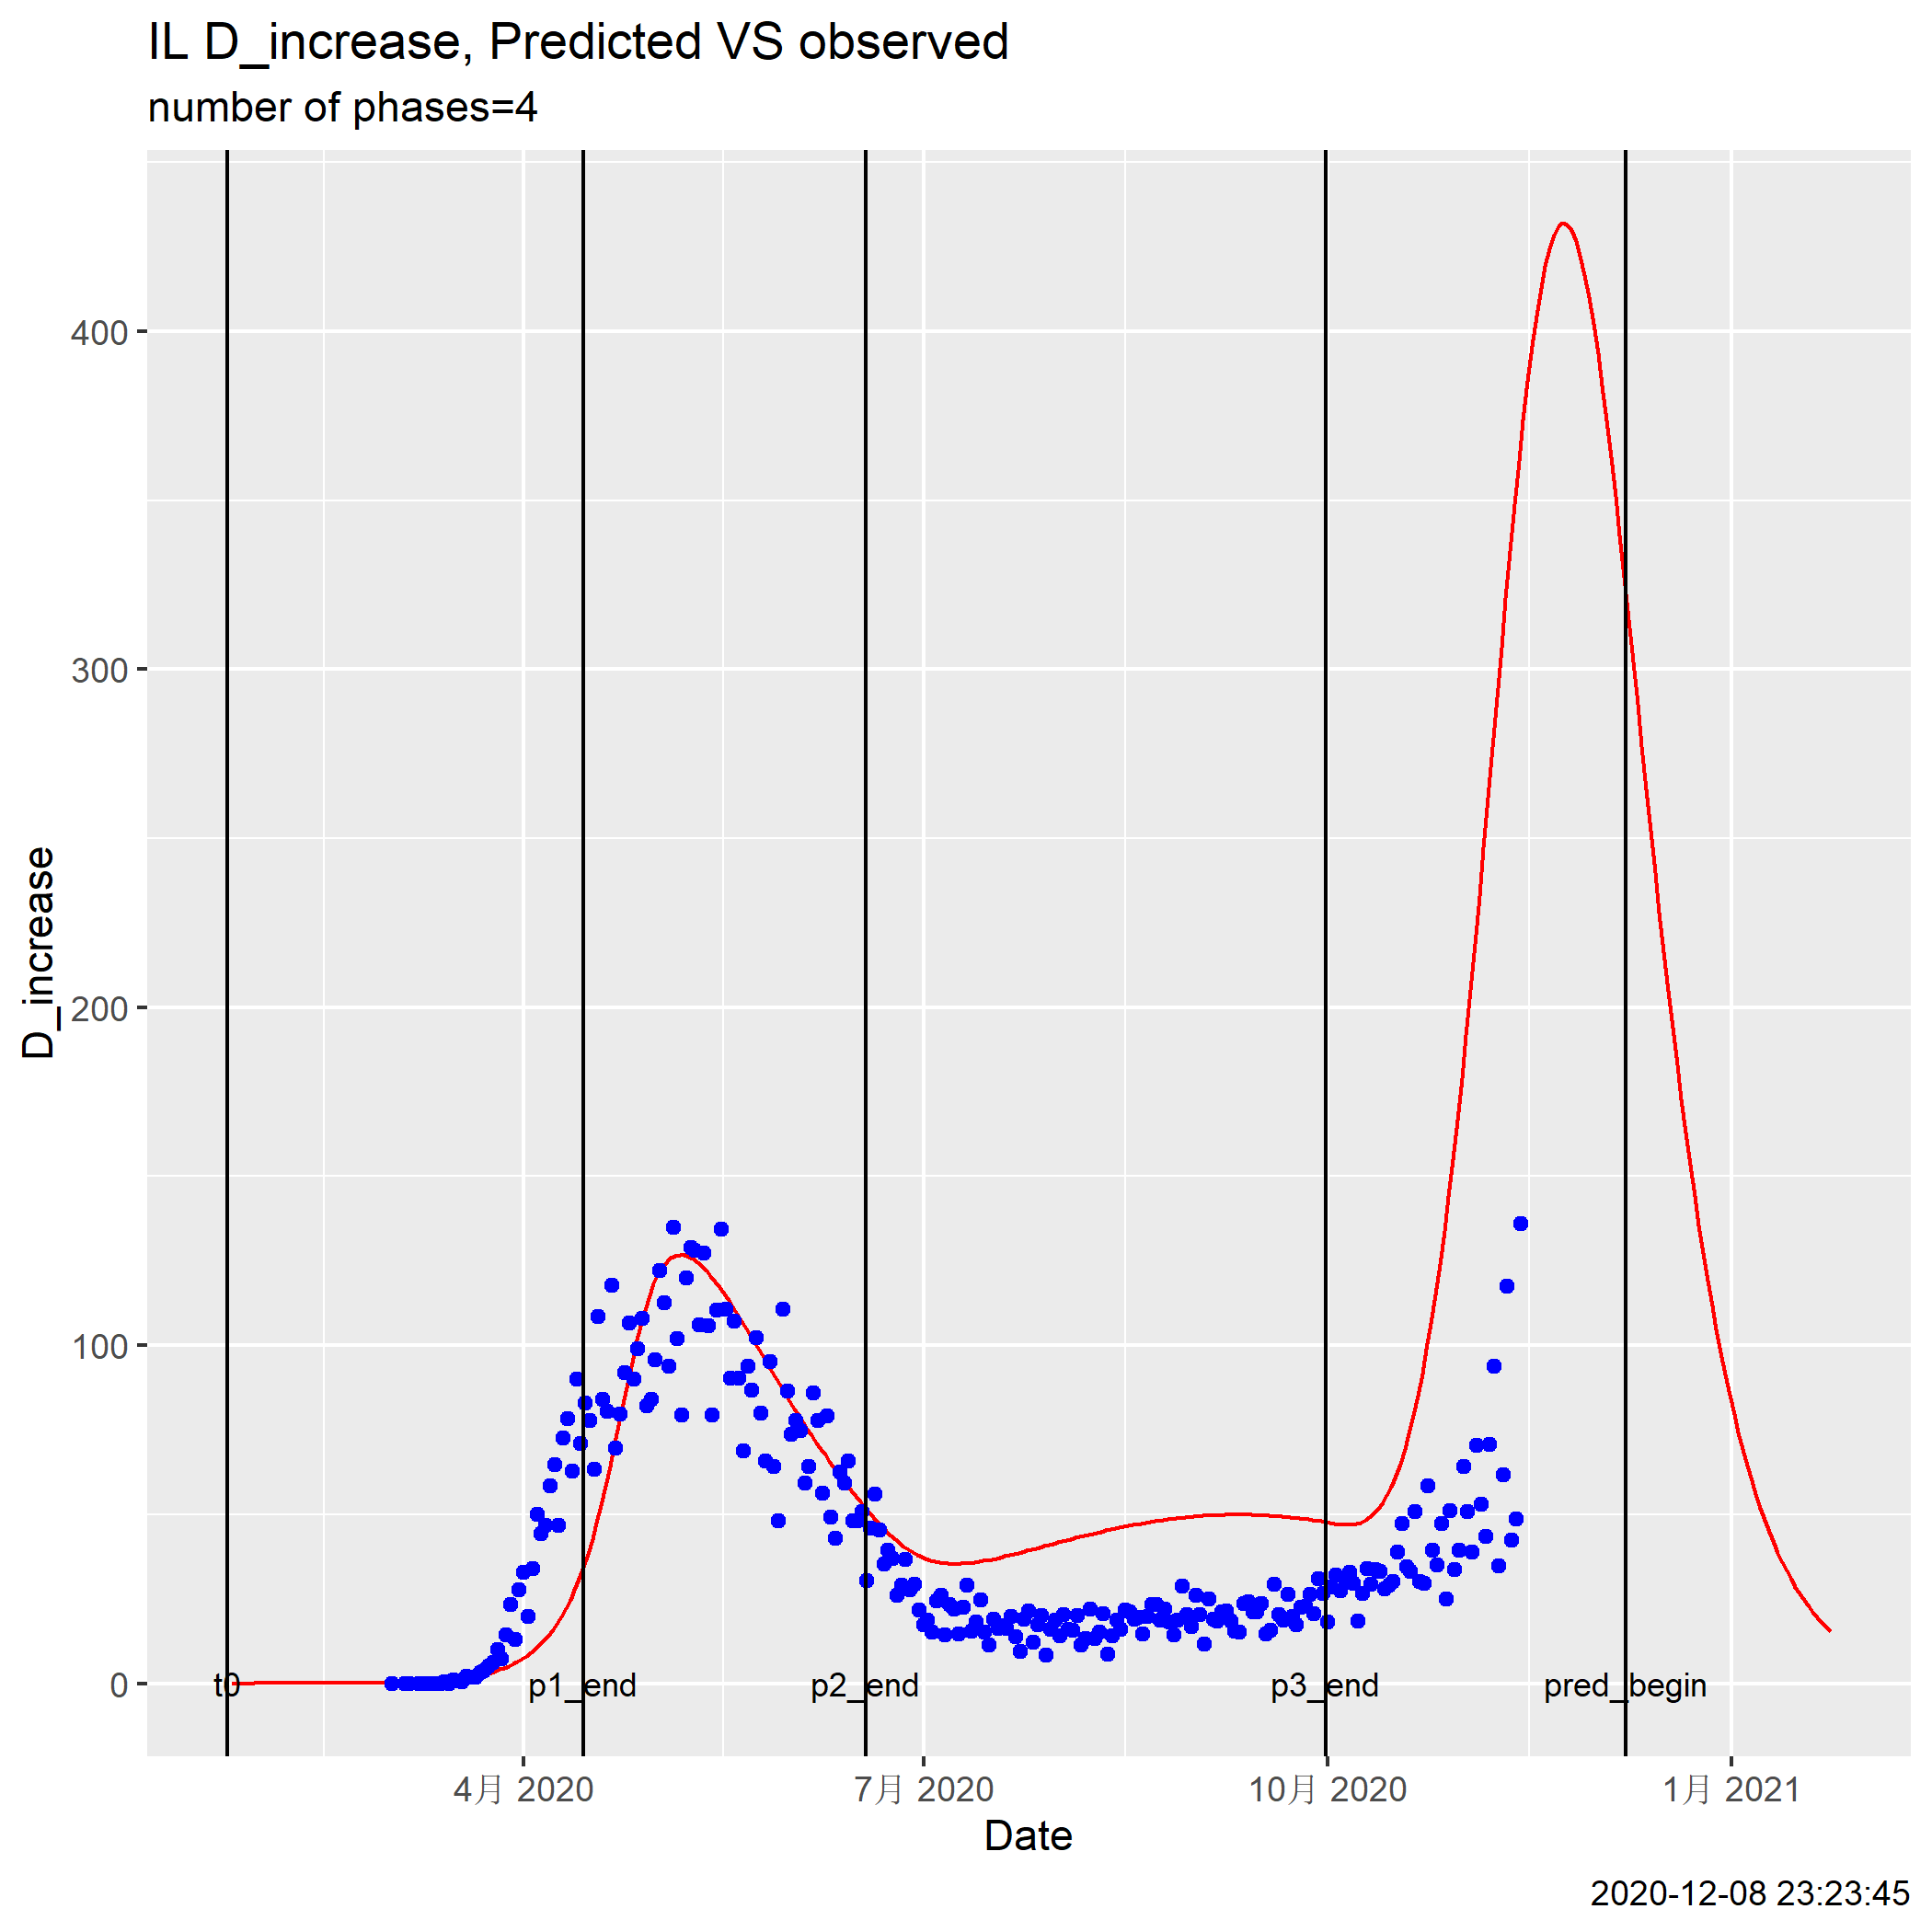 IL D_increase, Predicted VS observed
number of phases=4
D_increase
400
300
200
100
0
t0
p1_end
p2_end
p3_end
pred_begin
4月 2020
7月 2020
10月 2020
1月 2021
Date
2020-12-08 23:23:45